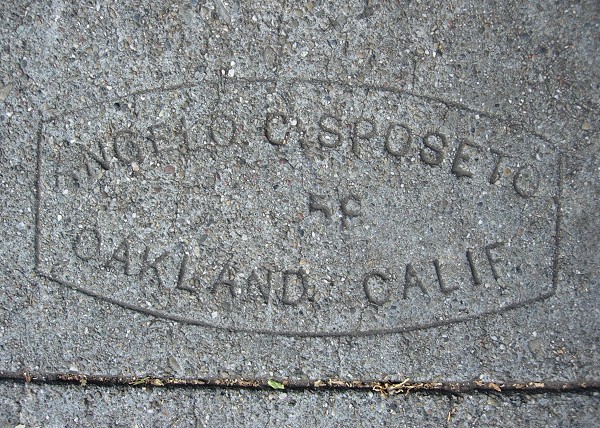 ANGELO. C. SPOSETO
OAKLAND. CALIF